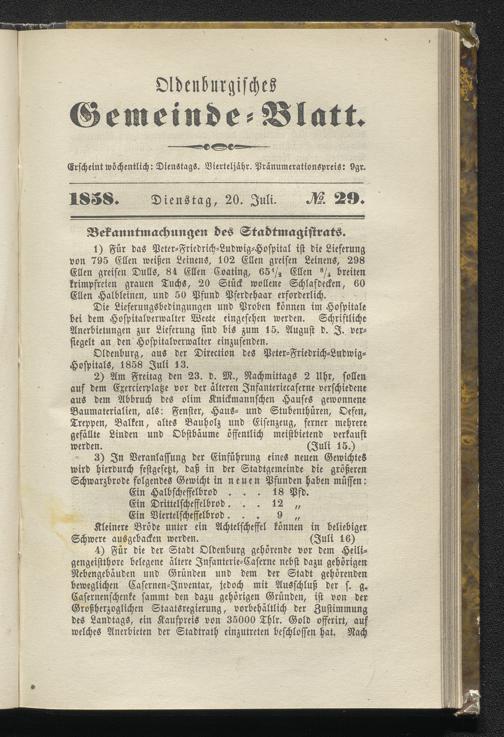 Oldenburgisches
Gemeinde-Blatt.
Erscheint wöchentlich: Dienstags. Vierteljähr. Pränumerationspreis: 9gr.
1858. Dienstag, 20. Juli. № 29.
Bekanntmachungen des Stadtmagistrats.
1) Für das Peter-Friedrich-Ludwig-Hospital ist die Lieferung
von 795 Ellen weißen Leinens, 102 Ellen greisen Leinens, 298
Ellen greisen Dulls, 84 Ellen Coating, 65¹/₂ Ellen ⁸/₄ breiten
krimpfreien grauen Tuchs, 20 Stück wollene Schlafdecken, 60
Ellen Halbleinen, und 50 Pfund Pferdehaar erforderlich.
Die Lieferungsbedingungen und Proben können im Hospitale
bei dem Hospitalverwalter Weete eingesehen werden. Schriftliche
Anerbietungen zur Lieferung sind bis zum 15. August d. J. ver-
siegelt an den Hospitalverwalter einzusenden.
Oldenburg, aus der Direction des Peter-Friedrich-Ludwig-
Hospitals, 1858 Juli 13.
2) Am Freitag den 23. d. M., Nachmittags 2 Uhr, sollen
auf dem Exercierplatze vor der älteren Infanteriecaserne verschiedene
aus dem Abbruch des olim Knickmannschen Hauses gewonnene
Baumaterialien, als: Fenster, Haus- und Stubenthüren, Oefen,
Treppen, Balken, altes Bauholz und Eisenzeug, ferner mehrere
gefällte Linden und Obstbäume öffentlich meistbietend verkauft
werden. (Juli 15.)
3) In Veranlassung der Einführung eines neuen Gewichtes
wird hierdurch festgesetzt, daß in der Stadtgemeinde die größeren
Schwarzbrode folgendes Gewicht in neuen Pfunden haben müssen:
Ein Halbscheffelbrod . . . 18 Pfd.
Ein Drittelscheffelbrod . . . 12 „
Ein Viertelscheffelbrod . . . 9 „
Kleinere Bröde unter ein Achtelscheffel können in beliebiger
Schwere ausgebacken werden. (Juli 16)
4) Für die der Stadt Oldenburg gehörende vor dem Heili-
gengeistthore belegene ältere Infanterie-Caserne nebst dazu gehörigen
Nebengebäuden und Gründen und dem der Stadt gehörenden
beweglichen Casernen-Inventar, jedoch mit Ausschluß der s. g.
Casernenschenke sammt den dazu gehörigen Gründen, ist von der
Großherzoglichen Staatsregierung, vorbehältlich der Zustimmung
des Landtags, ein Kaufpreis von 35000 Thlr. Gold offerirt, auf
welches Anerbieten der Stadtrath einzutreten beschlossen hat. Nach